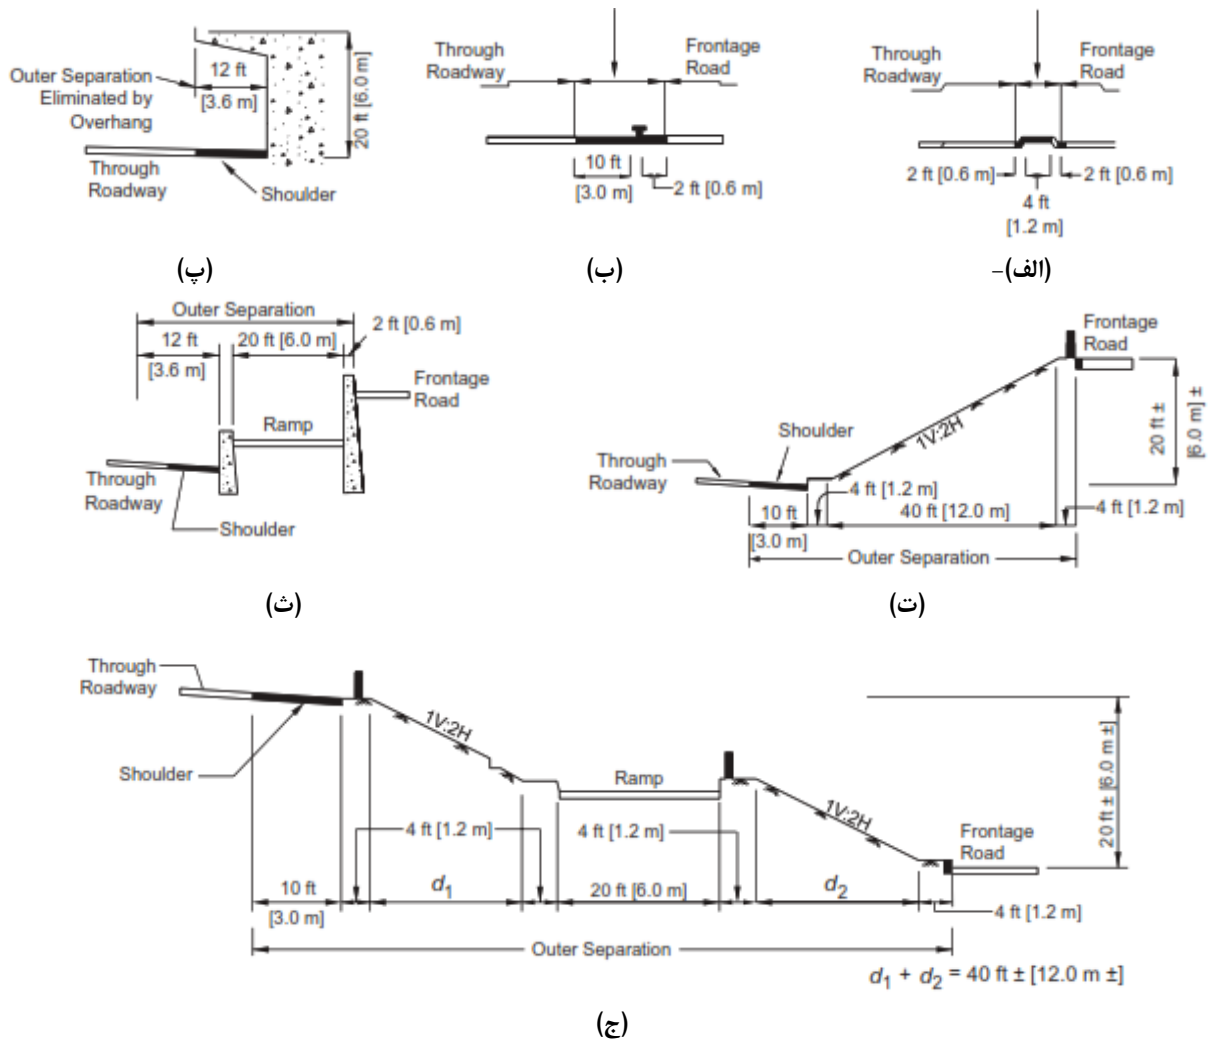 12 ft
[3.6 m]
20 ft [6.0 m]
Outer Separation
Eliminated by
Overhang
Through
Roadway
Shoulder
(پ)
Through
Roadway
Frontage
Road
10 ft
[3.0 m]
2 ft [0.6 m]
(ب)
Through
Roadway
Frontage
Road
2 ft [0.6 m]
2 ft [0.6 m]
4 ft
[1.2 m]
(الف)-
Outer Separation
12 ft
[3.6 m]
20 ft [6.0 m]
2 ft [0.6 m]
Frontage
Road
Ramp
Through
Roadway
Shoulder
(ث)
Frontage
Road
Shoulder
1V:2H
20 ft ±
[6.0 m] ±
Through
Roadway
4 ft [1.2 m]
10 ft
[3.0 m]
40 ft [12.0 m]
4 ft [1.2 m]
Outer Separation
(ت)
Through
Roadway
1V:2H
Shoulder
Ramp
1V:2H
20 ft ± [6.0 m ±]
Frontage
Road
4 ft [1.2 m]
4 ft [1.2 m]
10 ft
[3.0 m]
d1
20 ft [6.0 m]
d2
4 ft [1.2 m]
Outer Separation
d1 + d2 = 40 ft ± [12.0 m ±]
(ج)